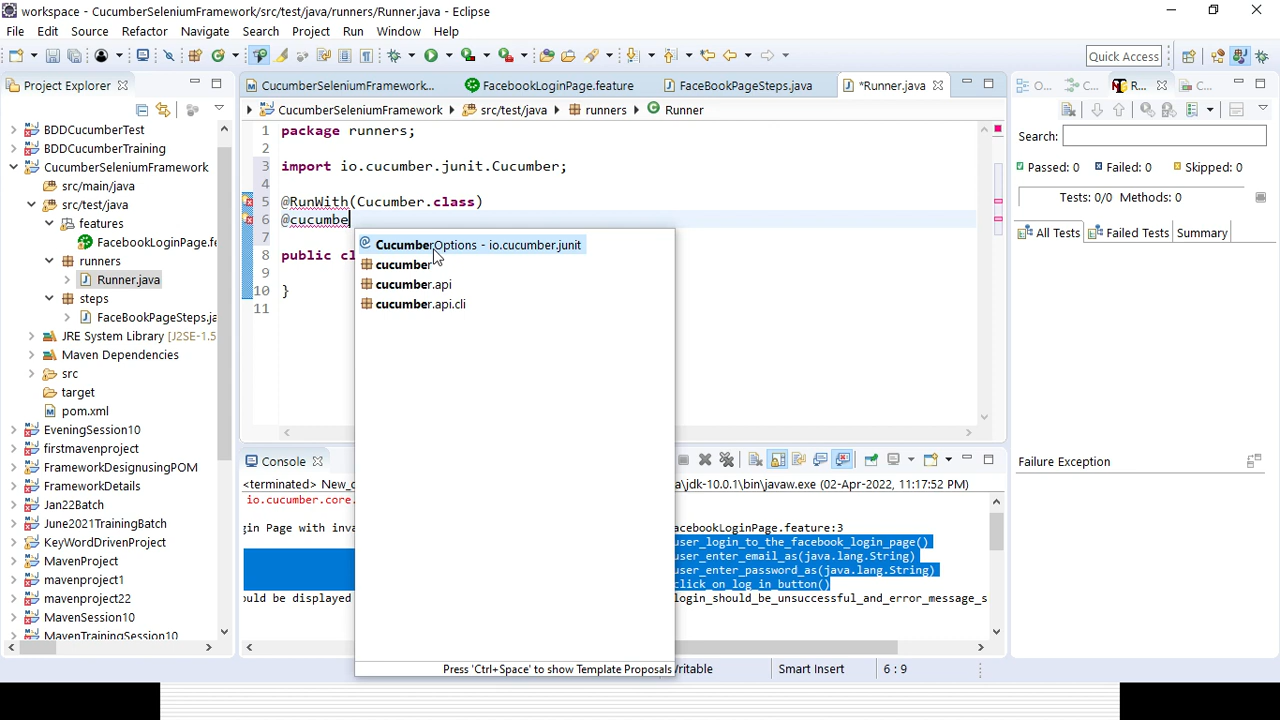 workspace - CucumberSeleniumFramework/src/test/java/runners/Runner.java - Eclipse
File Edit Source Refactor Navigate Search Project Run Window Help
Quick Access
Project Explorer
CucumberSeleniumFramework... FacebookLoginPage.feature FaceBookPageSteps.java *Runner.java
O... C... R... C...
CucumberSeleniumFramework src/test/java runners Runner
BDDCucumberTest
BDDCucumberTraining
CucumberSeleniumFramework
src/main/java
src/test/java
features
FacebookLoginPage.fe
runners
Runner.java
steps
FaceBookPageSteps.ja
JRE System Library [J2SE-1.5
Maven Dependencies
src
target
pom.xml
EveningSession10
firstmavenproject
FrameworkDesignusingPOM
FrameworkDetails
Jan22Batch
June2021TrainingBatch
KeyWordDrivenProject
MavenProject
mavenproject1
mavenproject22
MavenSession10
MavenTrainingSession10
1 package runners;
2
3 import io.cucumber.junit.Cucumber;
4
5 @RunWith(Cucumber.class)
6 @cucumbe
7
8 public cl
9
10 }
11
CucumberOptions - io.cucumber.junit
cucumber
cucumber.api
cucumber.api.cli
Press 'Ctrl+Space' to show Template Proposals
Search:
Passed: 0 Failed: 0 Skipped: 0
Tests: 0/0 Methods: 0
All Tests Failed Tests Summary
Failure Exception
Console
<terminated> New_c a\jdk-10.0.1\bin\javaw.exe (02-Apr-2022, 11:17:52 PM)
io.cucumber.core.
gin Page with inva acebookLoginPage.feature:3
user_login_to_the_facebook_login_page()
user_enter_email_as(java.lang.String)
user_enter_password_as(java.lang.String)
click_on_log_in_button()
ould be displayed login_should_be_unsuccessful_and_error_message_s
ritable Smart Insert 6 : 9